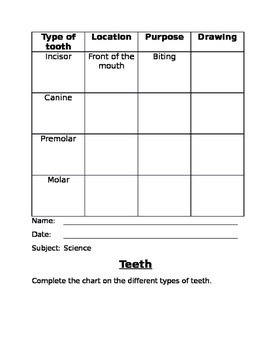 Type of tooth Location Purpose Drawing
Incisor Front of the mouth Biting
Canine
Premolar
Molar
Name:
Date:
Subject: Science
Teeth
Complete the chart on the different types of teeth.